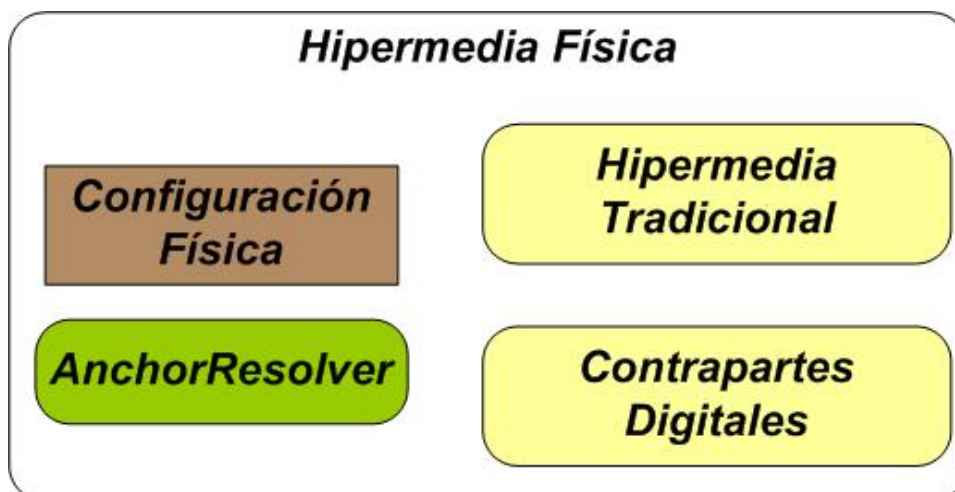 Hipermedia Física
Configuración
Física
Hipermedia
Tradicional
AnchorResolver
Contrapartes
Digitales